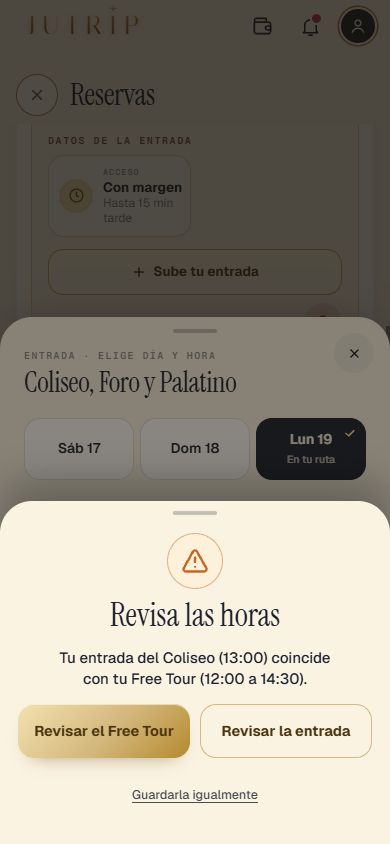 JUTRIP
Reservas
DATOS DE LA ENTRADA
ACCESO
Con margen
Hasta 15 min
tarde
+ Sube tu entrada
ENTRADA · ELIGE DÍA Y HORA
Coliseo, Foro y Palatino
Sáb 17
Dom 18
Lun 19
En tu ruta
Revisa las horas
Tu entrada del Coliseo (13:00) coincide
con tu Free Tour (12:00 a 14:30).
Revisar el Free Tour
Revisar la entrada
Guardarla igualmente